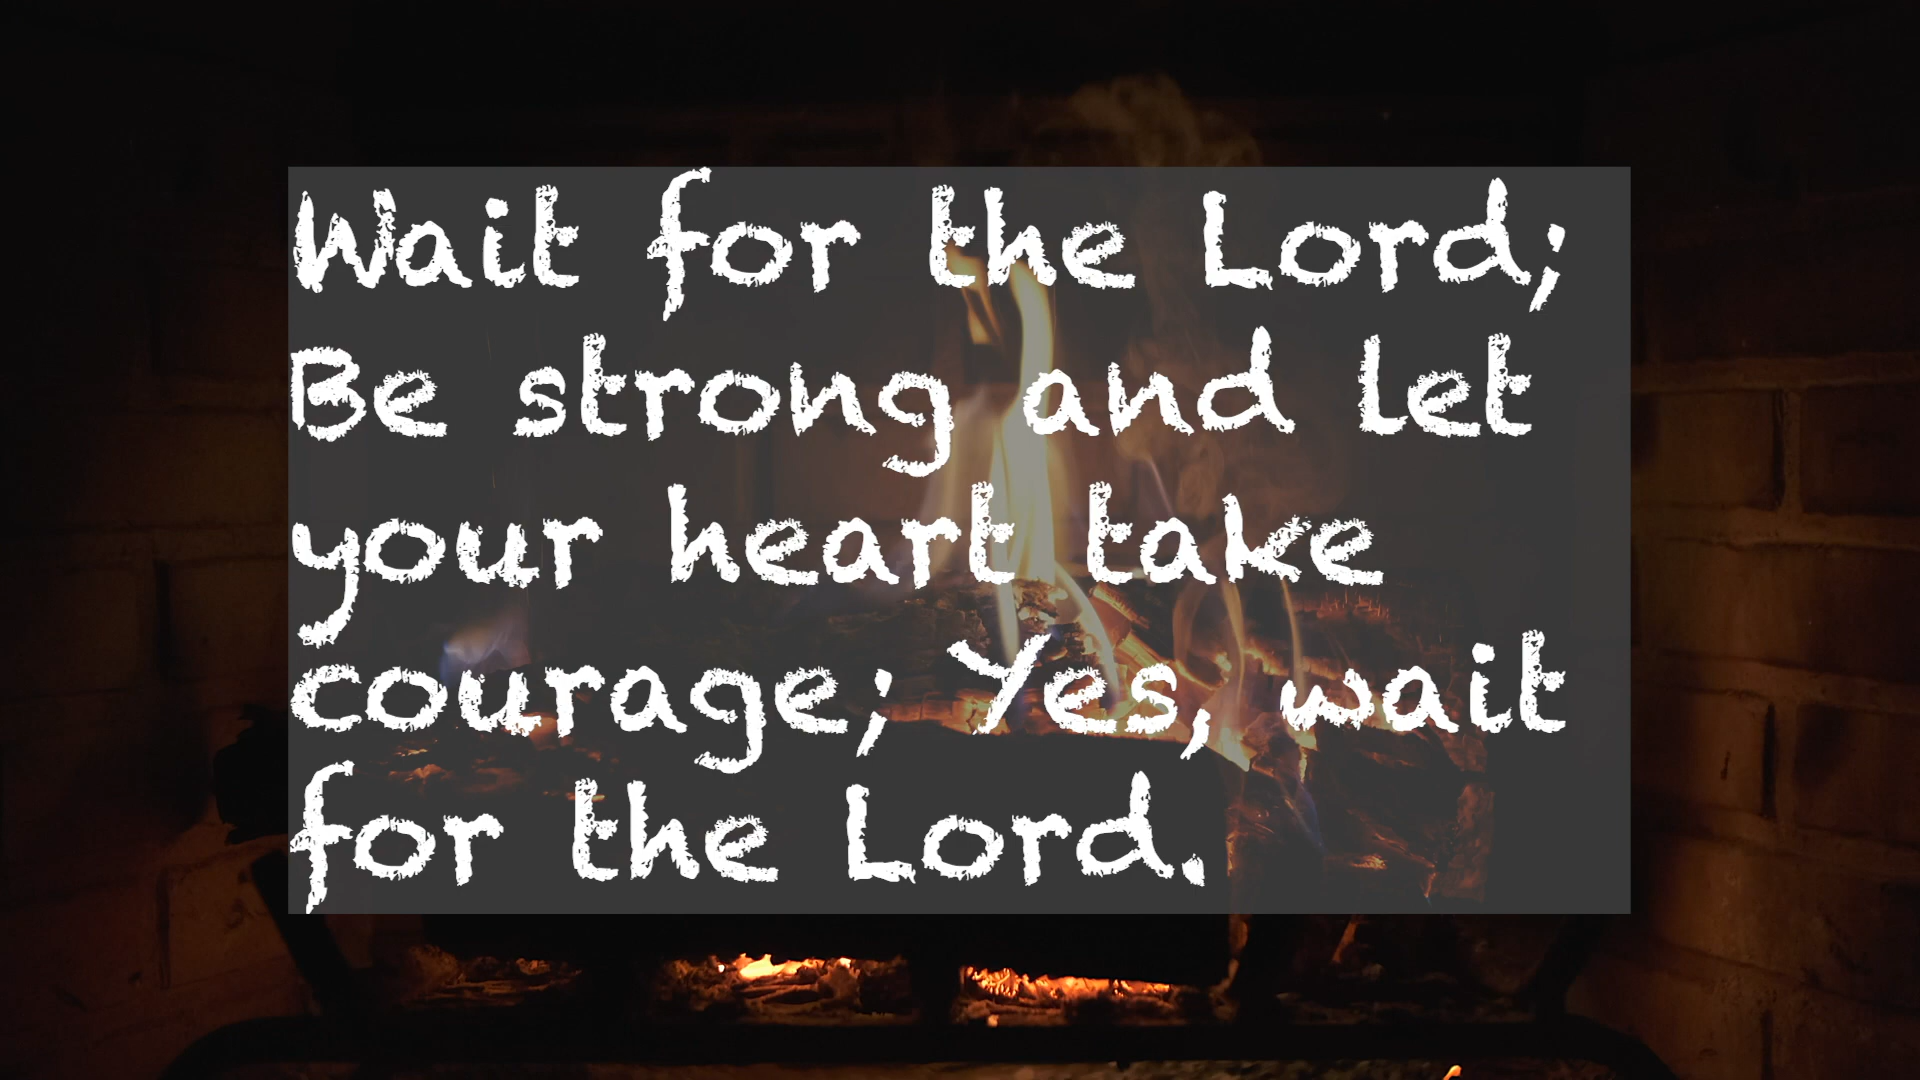 Wait for the Lord;
Be strong and let
your heart take
courage; Yes, wait
for the Lord.